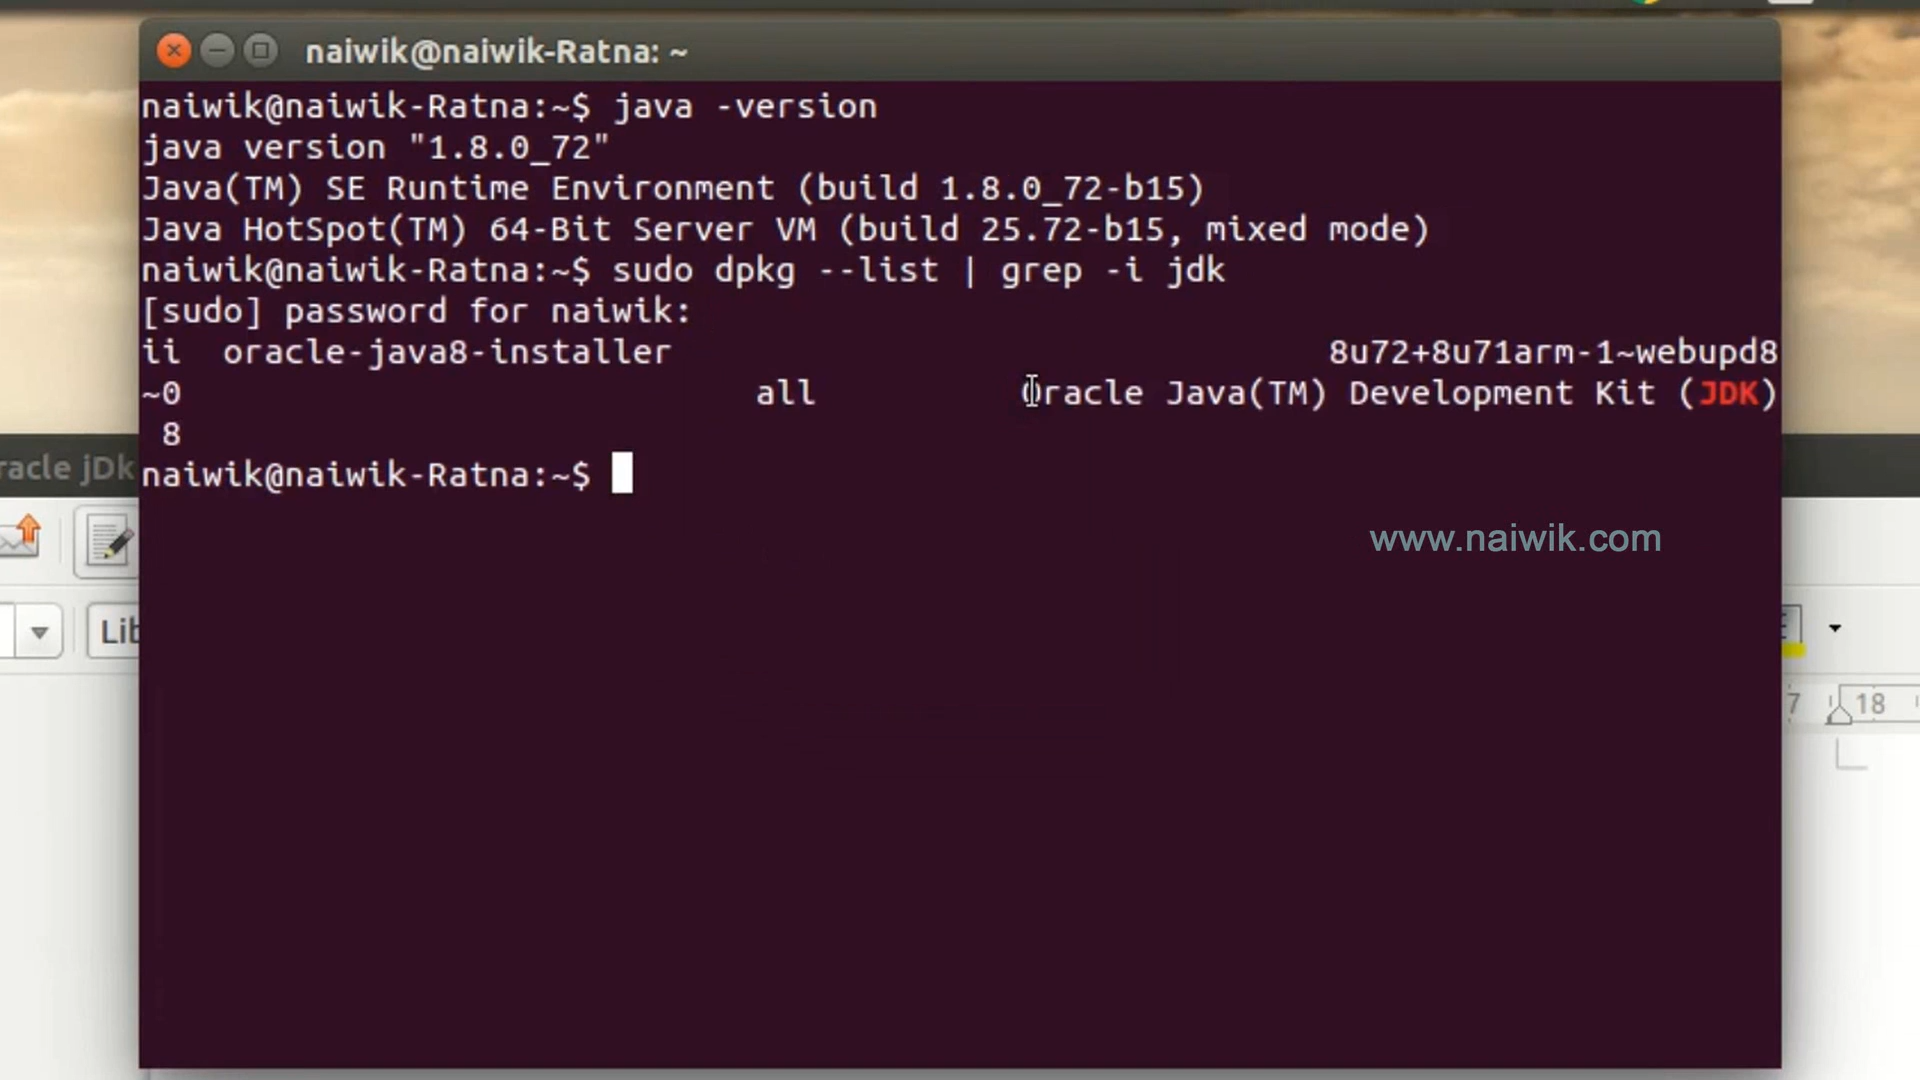 naiwik@naiwik-Ratna: ~
naiwik@naiwik-Ratna:~$ java -version
java version "1.8.0_72"
Java(TM) SE Runtime Environment (build 1.8.0_72-b15)
Java HotSpot(TM) 64-Bit Server VM (build 25.72-b15, mixed mode)
naiwik@naiwik-Ratna:~$ sudo dpkg --list | grep -i jdk
[sudo] password for naiwik:
ii  oracle-java8-installer 8u72+8u71arm-1~webupd8
~0 all Oracle Java(TM) Development Kit (JDK)
8
naiwik@naiwik-Ratna:~$
racle jDk
www.naiwik.com
Lib
7 18